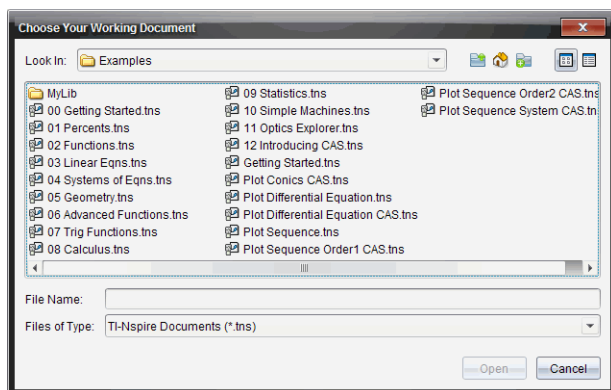 Choose Your Working Document
Look In: Examples
MyLib
00 Getting Started.tns
01 Percents.tns
02 Functions.tns
03 Linear Eqns.tns
04 Systems of Eqns.tns
05 Geometry.tns
06 Advanced Functions.tns
07 Trig Functions.tns
08 Calculus.tns
09 Statistics.tns
10 Simple Machines.tns
11 Optics Explorer.tns
12 Introducing CAS.tns
Getting Started.tns
Plot Conics CAS.tns
Plot Differential Equation.tns
Plot Differential Equation CAS.tns
Plot Sequence.tns
Plot Sequence Order1 CAS.tns
Plot Sequence Order2 CAS.tns
Plot Sequence System CAS.tn
File Name:
Files of Type: TI-Nspire Documents (*.tns)
Open Cancel